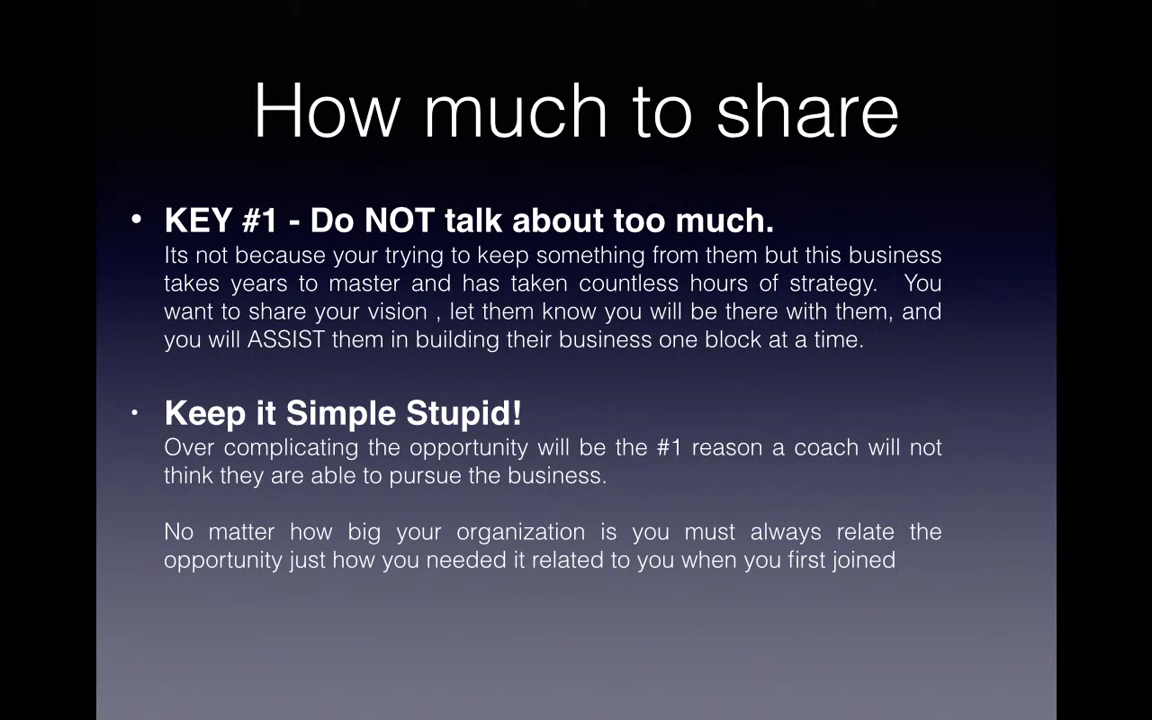 How much to share
• KEY #1 - Do NOT talk about too much.
Its not because your trying to keep something from them but this business
takes years to master and has taken countless hours of strategy. You
want to share your vision , let them know you will be there with them, and
you will ASSIST them in building their business one block at a time.
• Keep it Simple Stupid!
Over complicating the opportunity will be the #1 reason a coach will not
think they are able to pursue the business.
No matter how big your organization is you must always relate the
opportunity just how you needed it related to you when you first joined